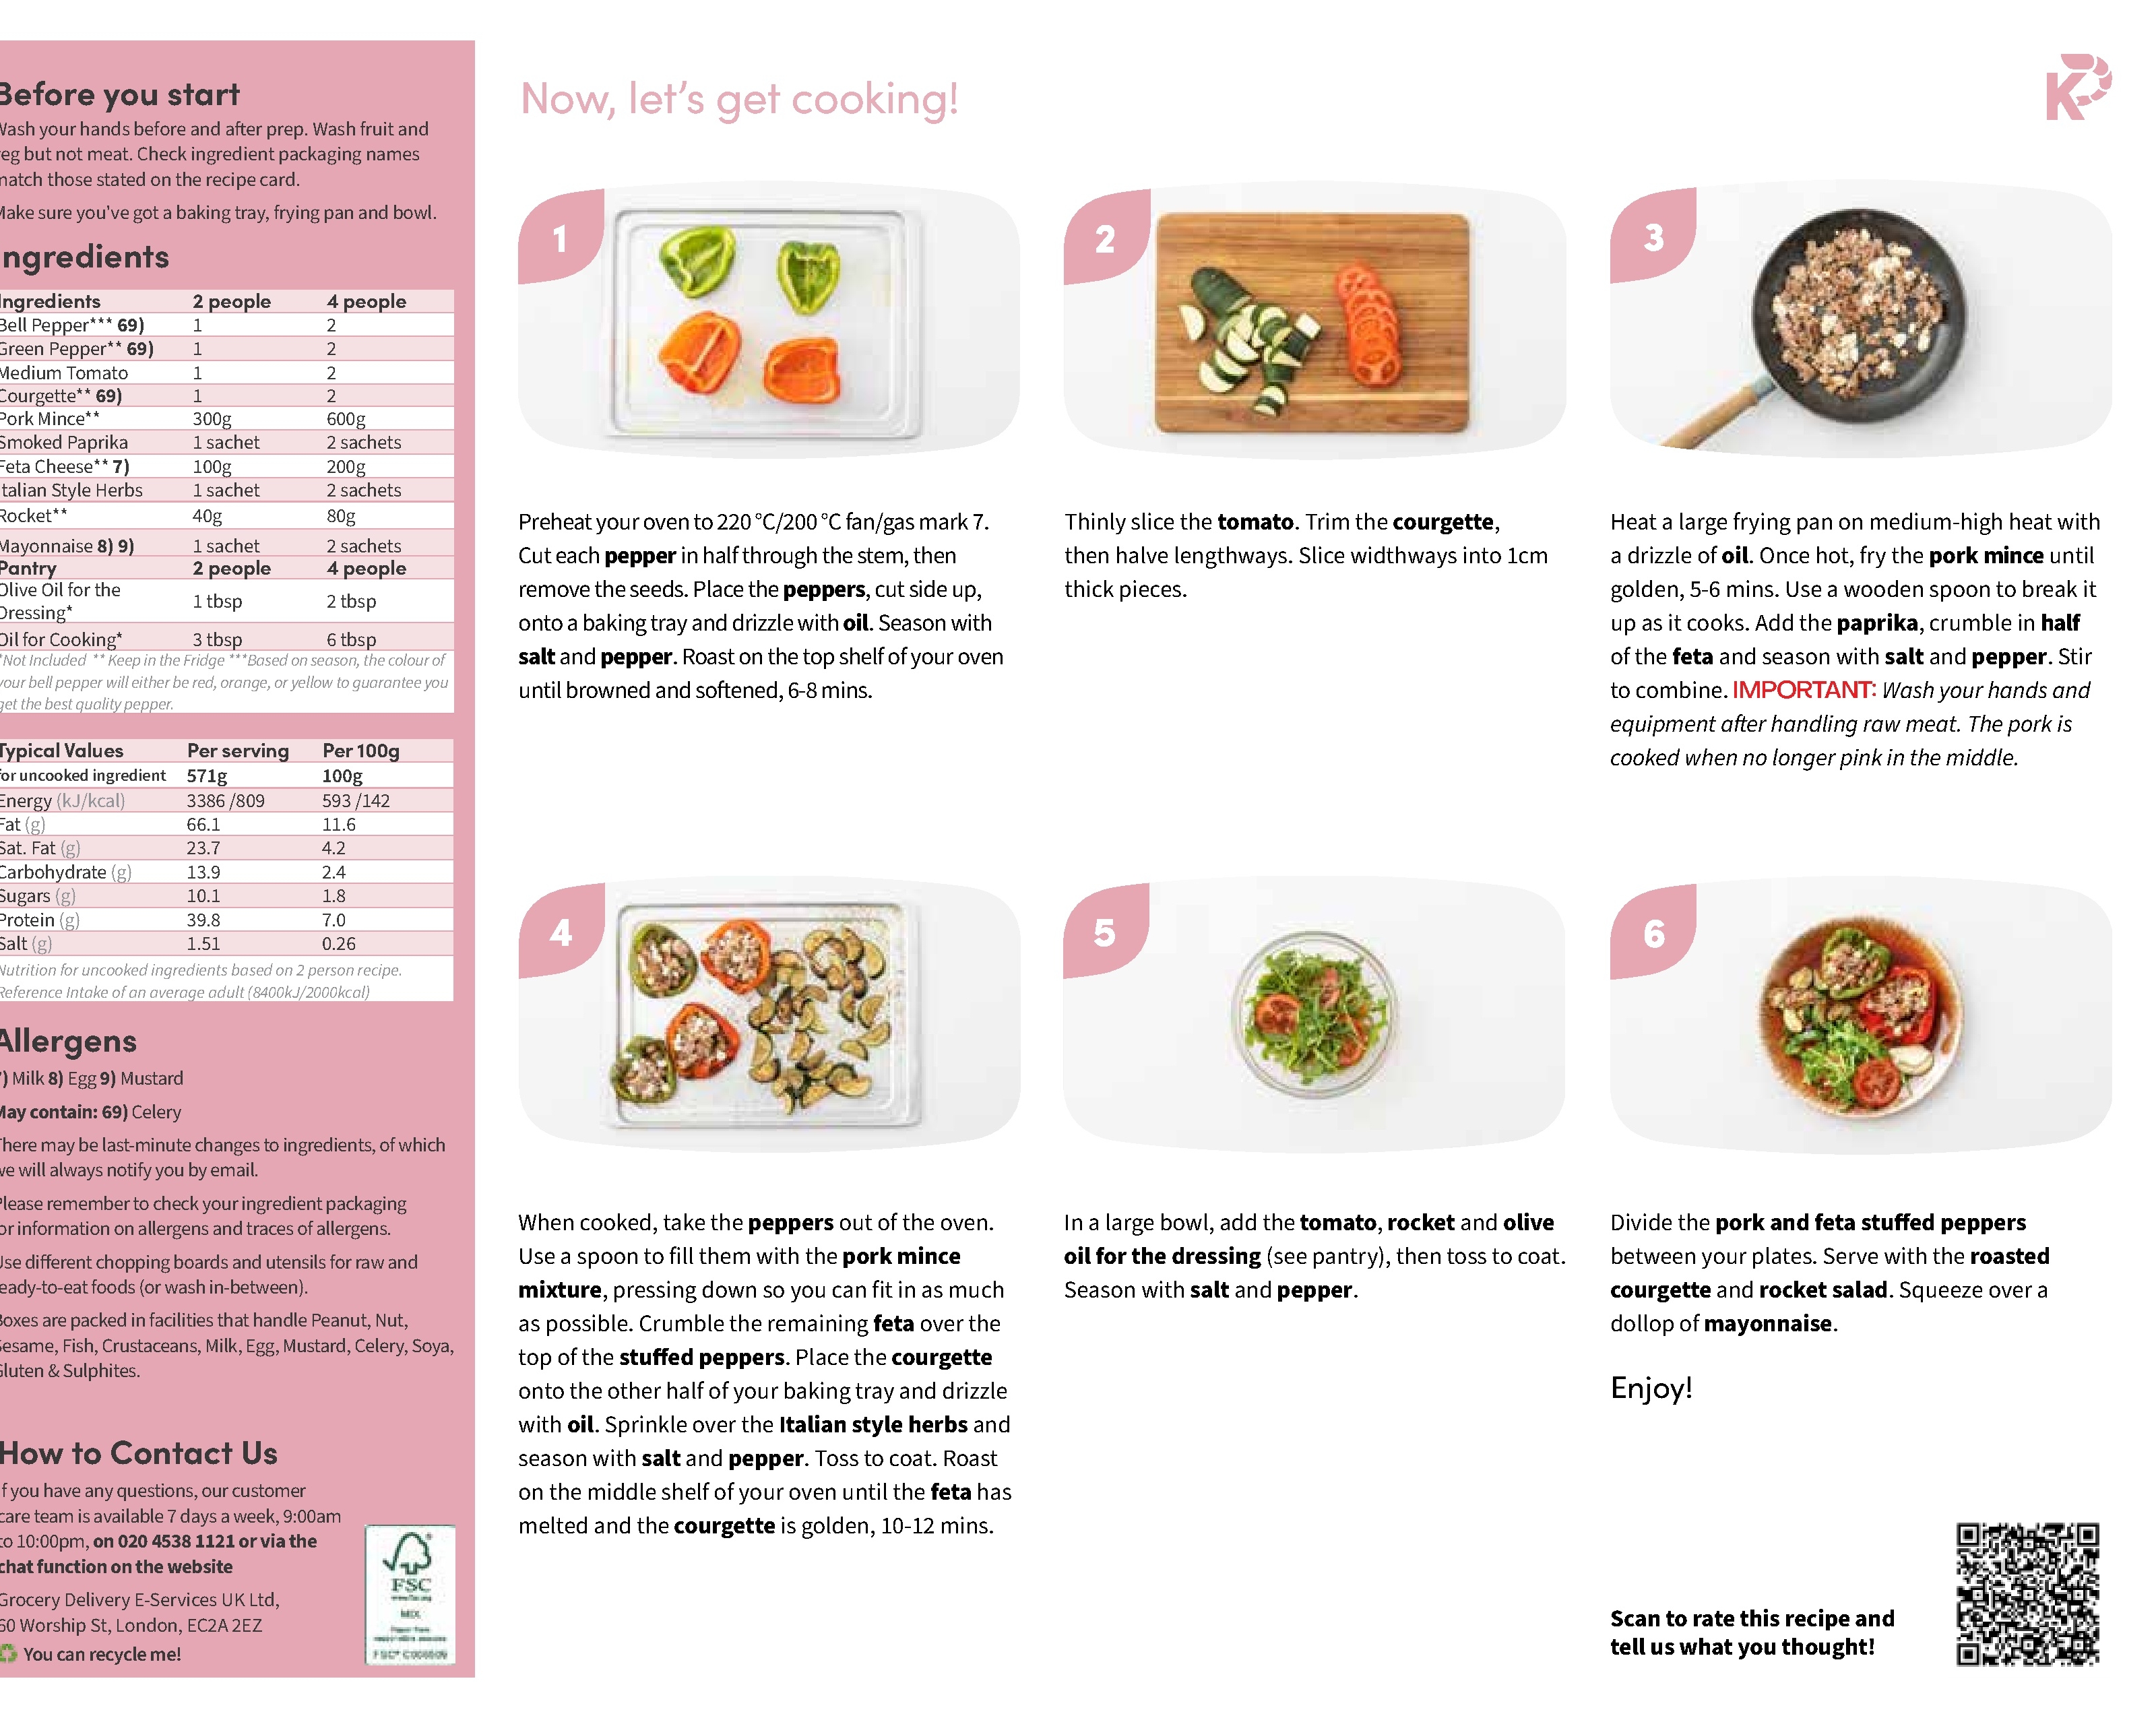 Before you start
Wash your hands before and after prep. Wash fruit and
veg but not meat. Check ingredient packaging names
match those stated on the recipe card.
Make sure you've got a baking tray, frying pan and bowl.
Ingredients
Ingredients 2 people 4 people
Bell Pepper*** 69) 1 2
Green Pepper** 69) 1 2
Medium Tomato 1 2
Courgette** 69) 1 2
Pork Mince** 300g 600g
Smoked Paprika 1 sachet 2 sachets
Feta Cheese** 7) 100g 200g
Italian Style Herbs 1 sachet 2 sachets
Rocket** 40g 80g
Mayonnaise 8) 9) 1 sachet 2 sachets
Pantry 2 people 4 people
Olive Oil for the
Dressing* 1 tbsp 2 tbsp
Oil for Cooking* 3 tbsp 6 tbsp
*Not Included ** Keep in the Fridge ***Based on season, the colour of
your bell pepper will either be red, orange, or yellow to guarantee you
get the best quality pepper.
Typical Values Per serving Per 100g
for uncooked ingredient 571g 100g
Energy (kJ/kcal) 3386 /809 593 /142
Fat (g) 66.1 11.6
Sat. Fat (g) 23.7 4.2
Carbohydrate (g) 13.9 2.4
Sugars (g) 10.1 1.8
Protein (g) 39.8 7.0
Salt (g) 1.51 0.26
Nutrition for uncooked ingredients based on 2 person recipe.
Reference Intake of an average adult (8400kJ/2000kcal)
Allergens
7) Milk 8) Egg 9) Mustard
May contain: 69) Celery
There may be last-minute changes to ingredients, of which
we will always notify you by email.
Please remember to check your ingredient packaging
for information on allergens and traces of allergens.
Use different chopping boards and utensils for raw and
ready-to-eat foods (or wash in-between).
Boxes are packed in facilities that handle Peanut, Nut,
Sesame, Fish, Crustaceans, Milk, Egg, Mustard, Celery, Soya,
Gluten & Sulphites.
How to Contact Us
If you have any questions, our customer
care team is available 7 days a week, 9:00am
to 10:00pm, on 020 4538 1121 or via the
chat function on the website
Grocery Delivery E-Services UK Ltd,
60 Worship St, London, EC2A 2EZ
You can recycle me!
FSC
www.fsc.org
MIX
Now, let's get cooking!
K
1
Preheat your oven to 220 °C/200 °C fan/gas mark 7.
Cut each pepper in half through the stem, then
remove the seeds. Place the peppers, cut side up,
onto a baking tray and drizzle with oil. Season with
salt and pepper. Roast on the top shelf of your oven
until browned and softened, 6-8 mins.
2
Thinly slice the tomato. Trim the courgette,
then halve lengthways. Slice widthways into 1cm
thick pieces.
3
Heat a large frying pan on medium-high heat with
a drizzle of oil. Once hot, fry the pork mince until
golden, 5-6 mins. Use a wooden spoon to break it
up as it cooks. Add the paprika, crumble in half
of the feta and season with salt and pepper. Stir
to combine. IMPORTANT: Wash your hands and
equipment after handling raw meat. The pork is
cooked when no longer pink in the middle.
4
When cooked, take the peppers out of the oven.
Use a spoon to fill them with the pork mince
mixture, pressing down so you can fit in as much
as possible. Crumble the remaining feta over the
top of the stuffed peppers. Place the courgette
onto the other half of your baking tray and drizzle
with oil. Sprinkle over the Italian style herbs and
season with salt and pepper. Toss to coat. Roast
on the middle shelf of your oven until the feta has
melted and the courgette is golden, 10-12 mins.
5
In a large bowl, add the tomato, rocket and olive
oil for the dressing (see pantry), then toss to coat.
Season with salt and pepper.
6
Divide the pork and feta stuffed peppers
between your plates. Serve with the roasted
courgette and rocket salad. Squeeze over a
dollop of mayonnaise.
Enjoy!
Scan to rate this recipe and
tell us what you thought!